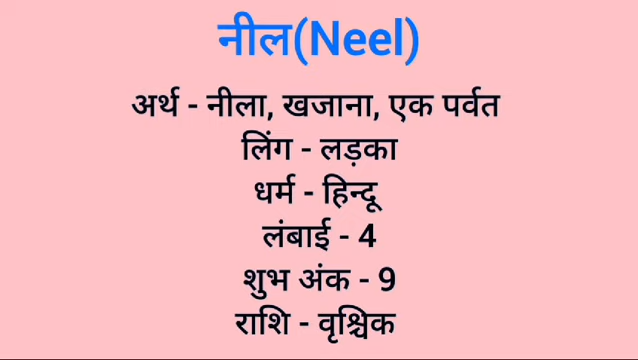 नील(Neel)
अर्थ - नीला, खजाना, एक पर्वत
लिंग - लड़का
धर्म - हिन्दू
लंबाई - 4
शुभ अंक - 9
राशि - वृश्चिक